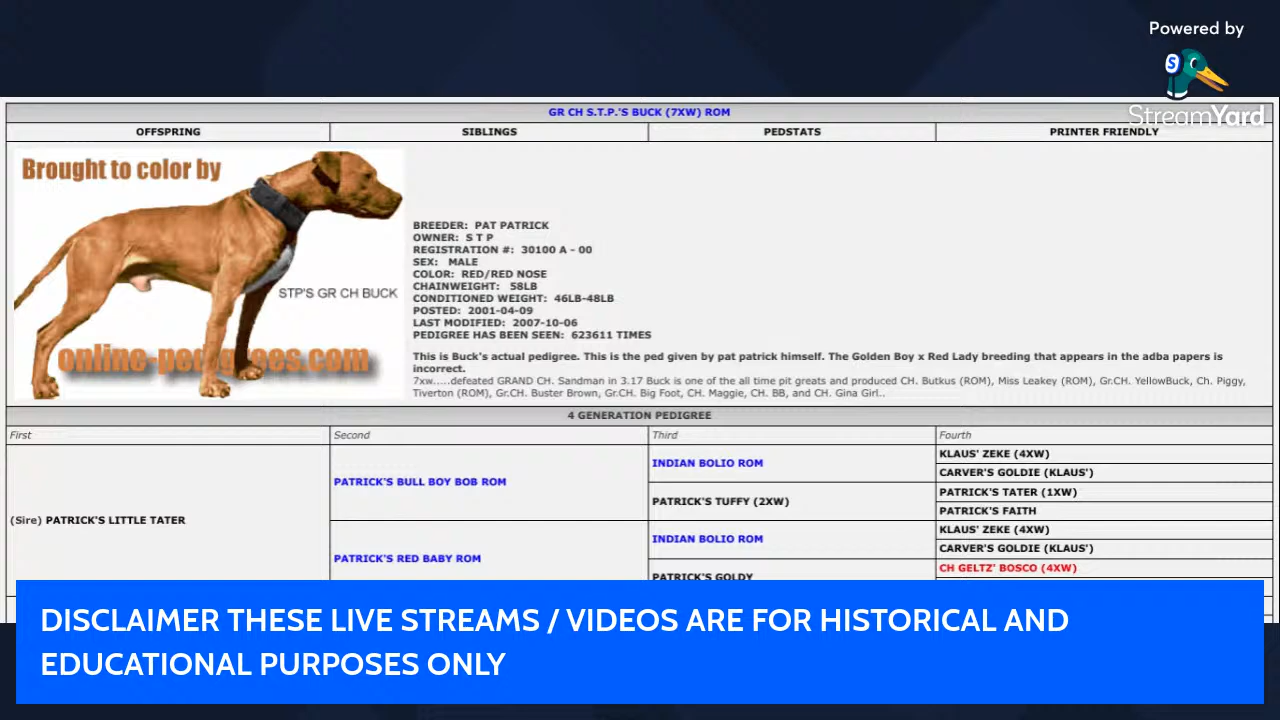 Powered by
S
StreamYard
GR CH S.T.P.'S BUCK (7XW) ROM
OFFSPRING SIBLINGS PEDSTATS PRINTER FRIENDLY
Brought to color by
STP'S GR CH BUCK
online-pedigrees.com
BREEDER: PAT PATRICK
OWNER: S T P
REGISTRATION #: 30100 A - 00
SEX: MALE
COLOR: RED/RED NOSE
CHAINWEIGHT: 58LB
CONDITIONED WEIGHT: 46LB-48LB
POSTED: 2001-04-09
LAST MODIFIED: 2007-10-06
PEDIGREE HAS BEEN SEEN: 623611 TIMES
This is Buck's actual pedigree. This is the ped given by pat patrick himself. The Golden Boy x Red Lady breeding that appears in the adba papers is
incorrect.
7xw.....defeated GRAND CH. Sandman in 3.17 Buck is one of the all time pit greats and produced CH. Butkus (ROM), Miss Leakey (ROM), Gr.CH. YellowBuck, Ch. Piggy,
Tiverton (ROM), Gr.CH. Buster Brown, Gr.CH. Big Foot, CH. Maggie, CH. BB, and CH. Gina Girl..
4 GENERATION PEDIGREE
First Second Third Fourth
(Sire) PATRICK'S LITTLE TATER
PATRICK'S BULL BOY BOB ROM
PATRICK'S RED BABY ROM
INDIAN BOLIO ROM
PATRICK'S TUFFY (2XW)
INDIAN BOLIO ROM
PATRICK'S GOLDY
KLAUS' ZEKE (4XW)
CARVER'S GOLDIE (KLAUS')
PATRICK'S TATER (1XW)
PATRICK'S FAITH
KLAUS' ZEKE (4XW)
CARVER'S GOLDIE (KLAUS')
CH GELTZ' BOSCO (4XW)
DISCLAIMER THESE LIVE STREAMS / VIDEOS ARE FOR HISTORICAL AND
EDUCATIONAL PURPOSES ONLY